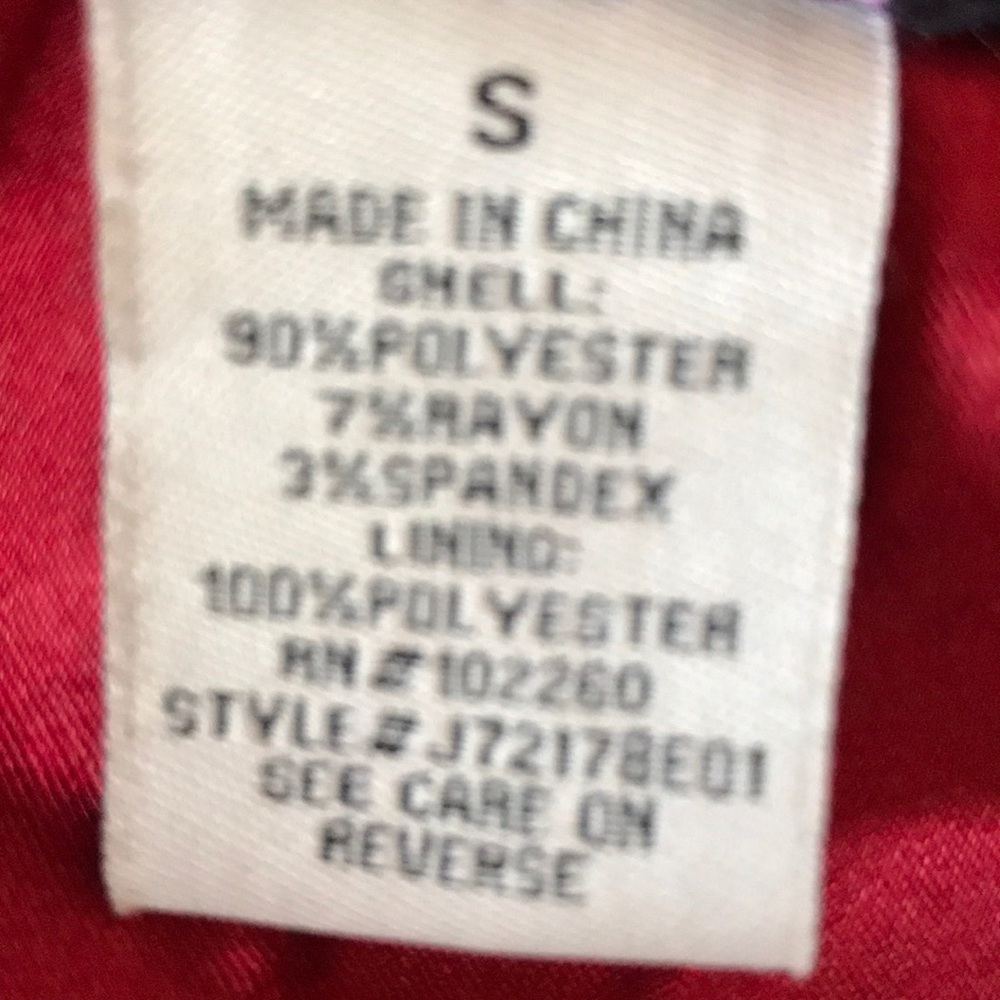 S
MADE IN CHINA
SHELL:
90%POLYESTER
7%RAYON
3%SPANDEX
LINING:
100%POLYESTER
RN#102260
STYLE#J72178E01
SEE CARE ON
REVERSE